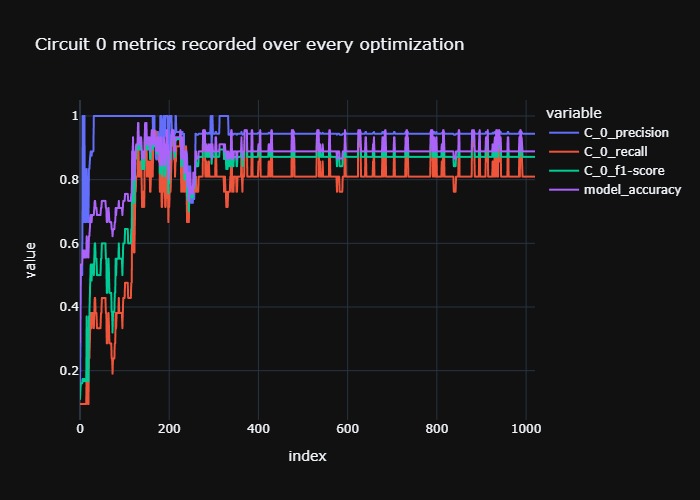 Circuit 0 metrics recorded over every optimization
variable
C_0_precision
C_0_recall
C_0_f1-score
model_accuracy
value
1
0.8
0.6
0.4
0.2
0 200 400 600 800 1000
index